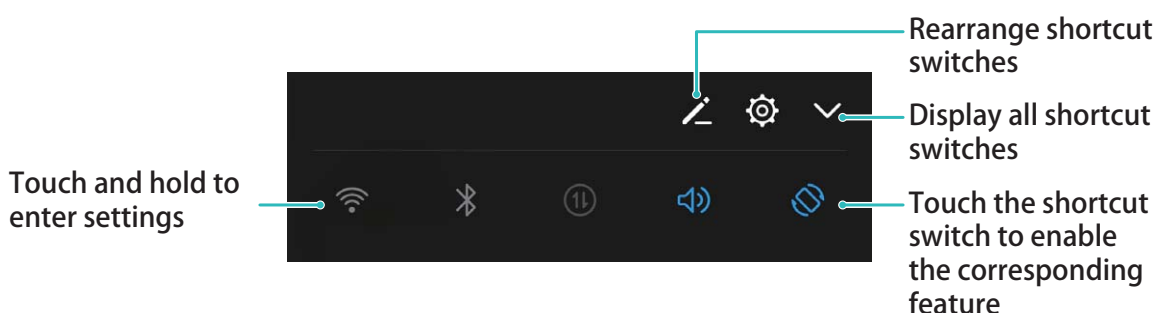 Rearrange shortcut
switches
Display all shortcut
switches
Touch and hold to
enter settings
Touch the shortcut
switch to enable
the corresponding
feature